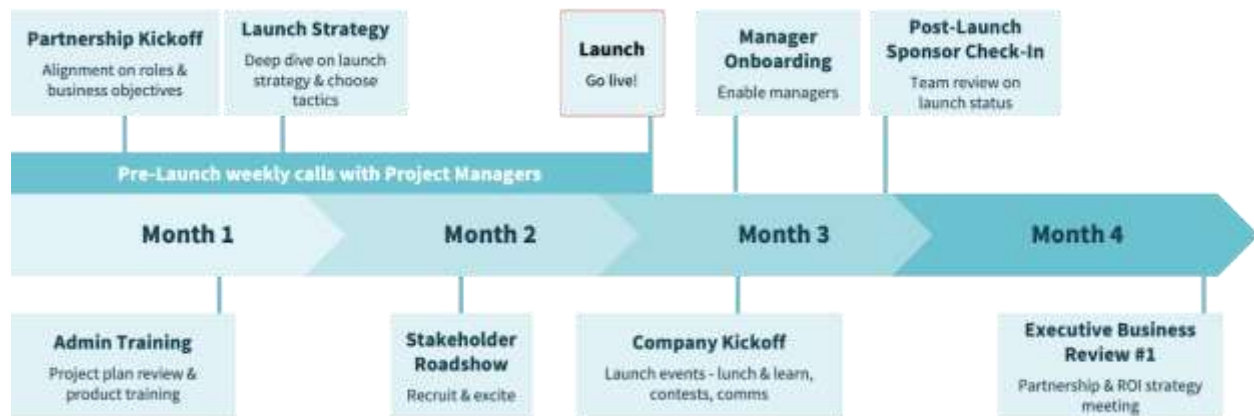 Partnership Kickoff
Alignment on roles &
business objectives
Launch Strategy
Deep dive on launch
strategy & choose
tactics
Launch
Go live!
Manager
Onboarding
Enable managers
Post-Launch
Sponsor Check-In
Team review on
launch status
Pre-Launch weekly calls with Project Managers
Month 1
Month 2
Month 3
Month 4
Admin Training
Project plan review &
product training
Stakeholder
Roadshow
Recruit & excite
Company Kickoff
Launch events - lunch & learn,
contests, comms
Executive Business
Review #1
Partnership & ROI strategy
meeting